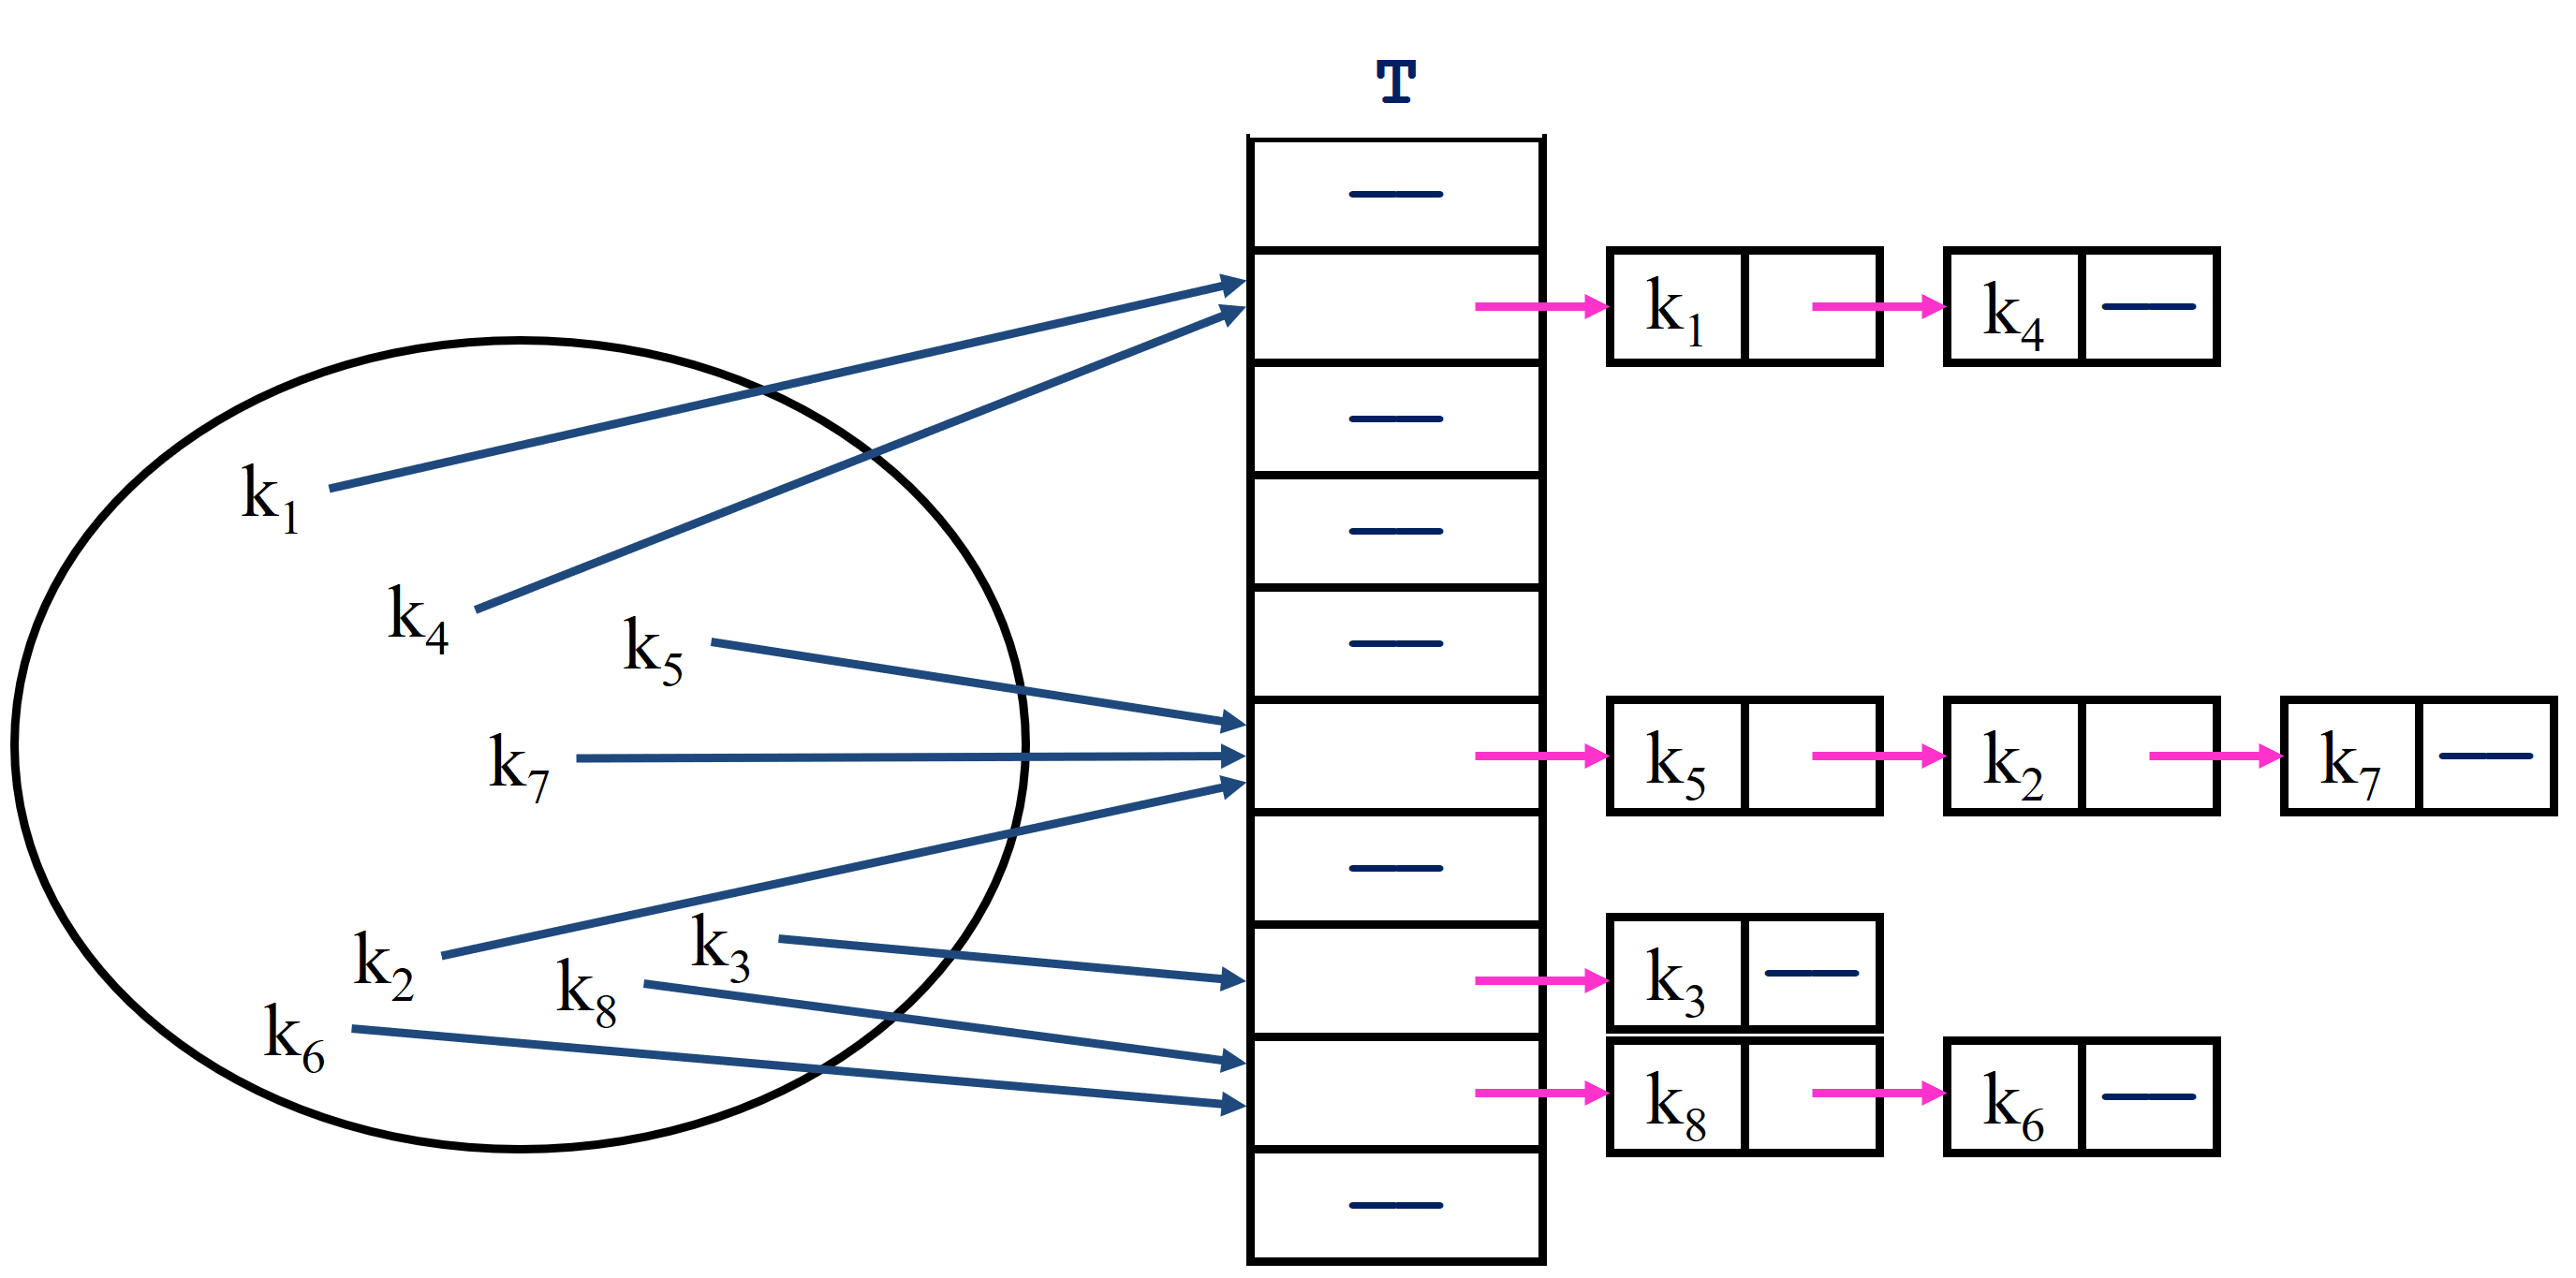 T
—
k₁ k₄ —
k₁
—
—
k₄
k₅
—
k₇
k₅ k₂ k₇ —
—
k₂
k₃
k₃ —
k₈
k₆
k₈ k₆ —
—